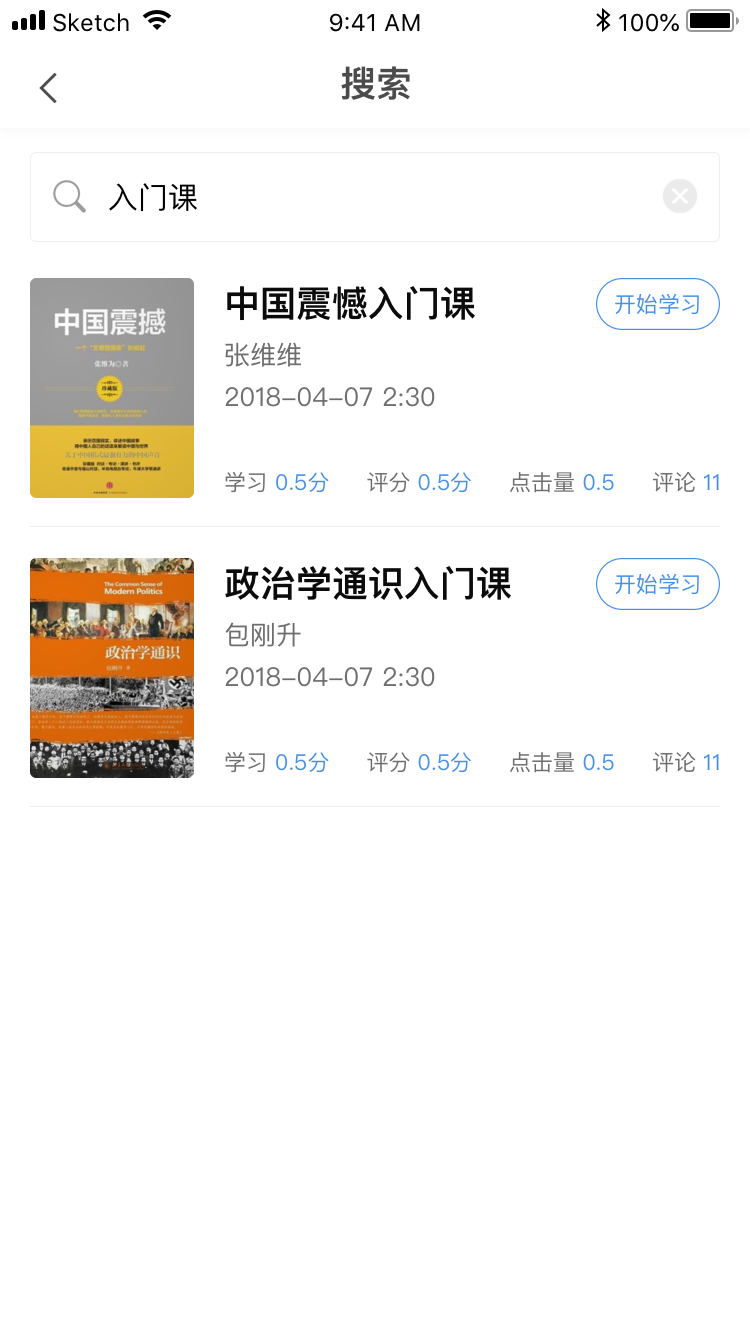 Sketch 9:41 AM 100%
搜索
入门课
中国震撼
一个“文明型国家”的崛起
张维为◎著
珍藏版
中国震憾入门课
开始学习
张维维
2018-04-07 2:30
学习 0.5分 评分 0.5分 点击量 0.5 评论 11
The Common Sense of
Modern Politics
政治学通识
包刚升 著
政治学通识入门课
开始学习
包刚升
2018-04-07 2:30
学习 0.5分 评分 0.5分 点击量 0.5 评论 11